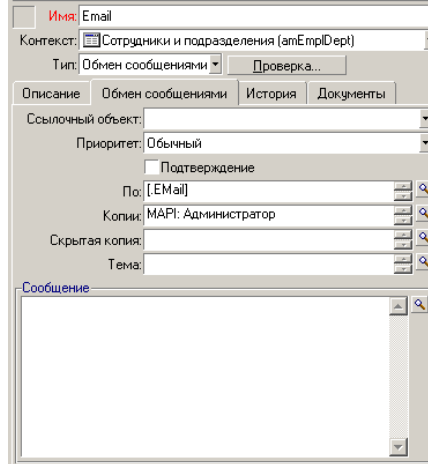 Имя: Email
Контекст: Сотрудники и подразделения (amEmplDept)
Тип: Обмен сообщениями Проверка...
Описание Обмен сообщениями История Документы
Ссылочный объект:
Приоритет: Обычный
Подтверждение
По: [.EMail]
Копии: MAPI: Администратор
Скрытая копия:
Тема:
Сообщение